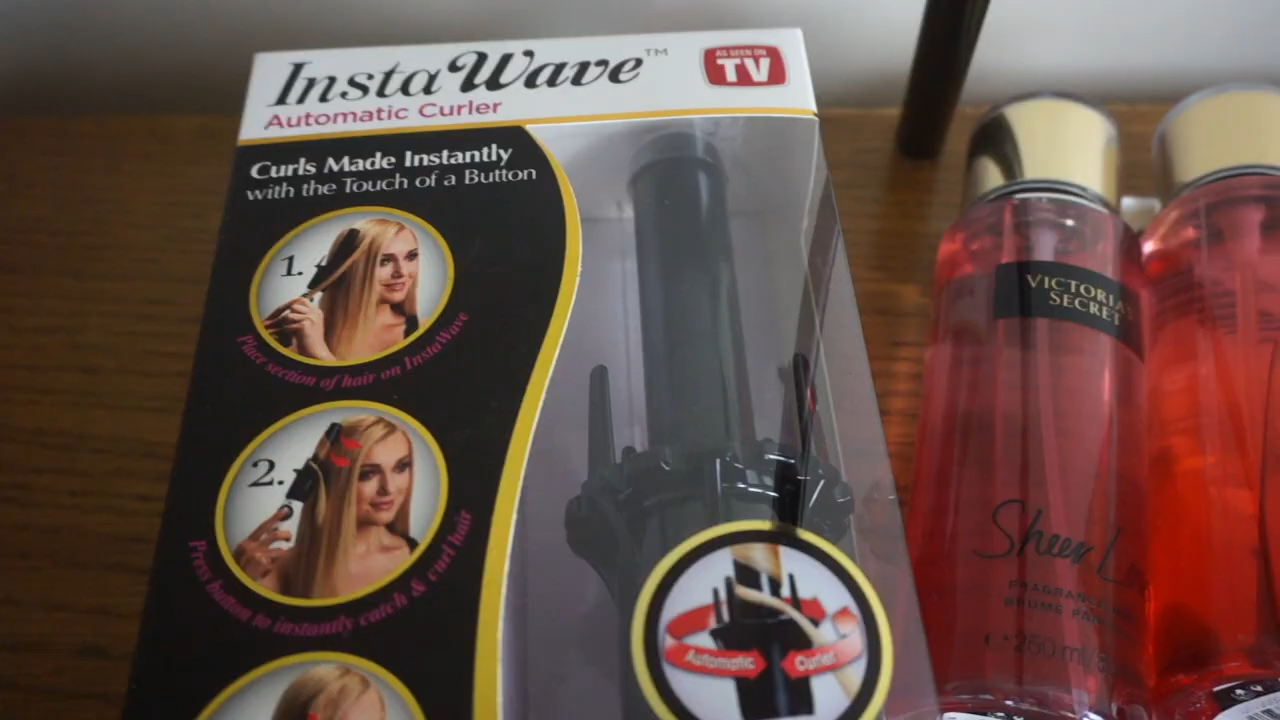 InstaWave™
AS SEEN ON
TV
Automatic Curler
Curls Made Instantly
with the Touch of a Button
1.
Place section of hair on InstaWave
2.
Press button to instantly catch & curl hair
Automatic Curler
VICTORIA
SECRET
Sheer L
FRAGRANCE
BRUME PAR
e 250 ml/8